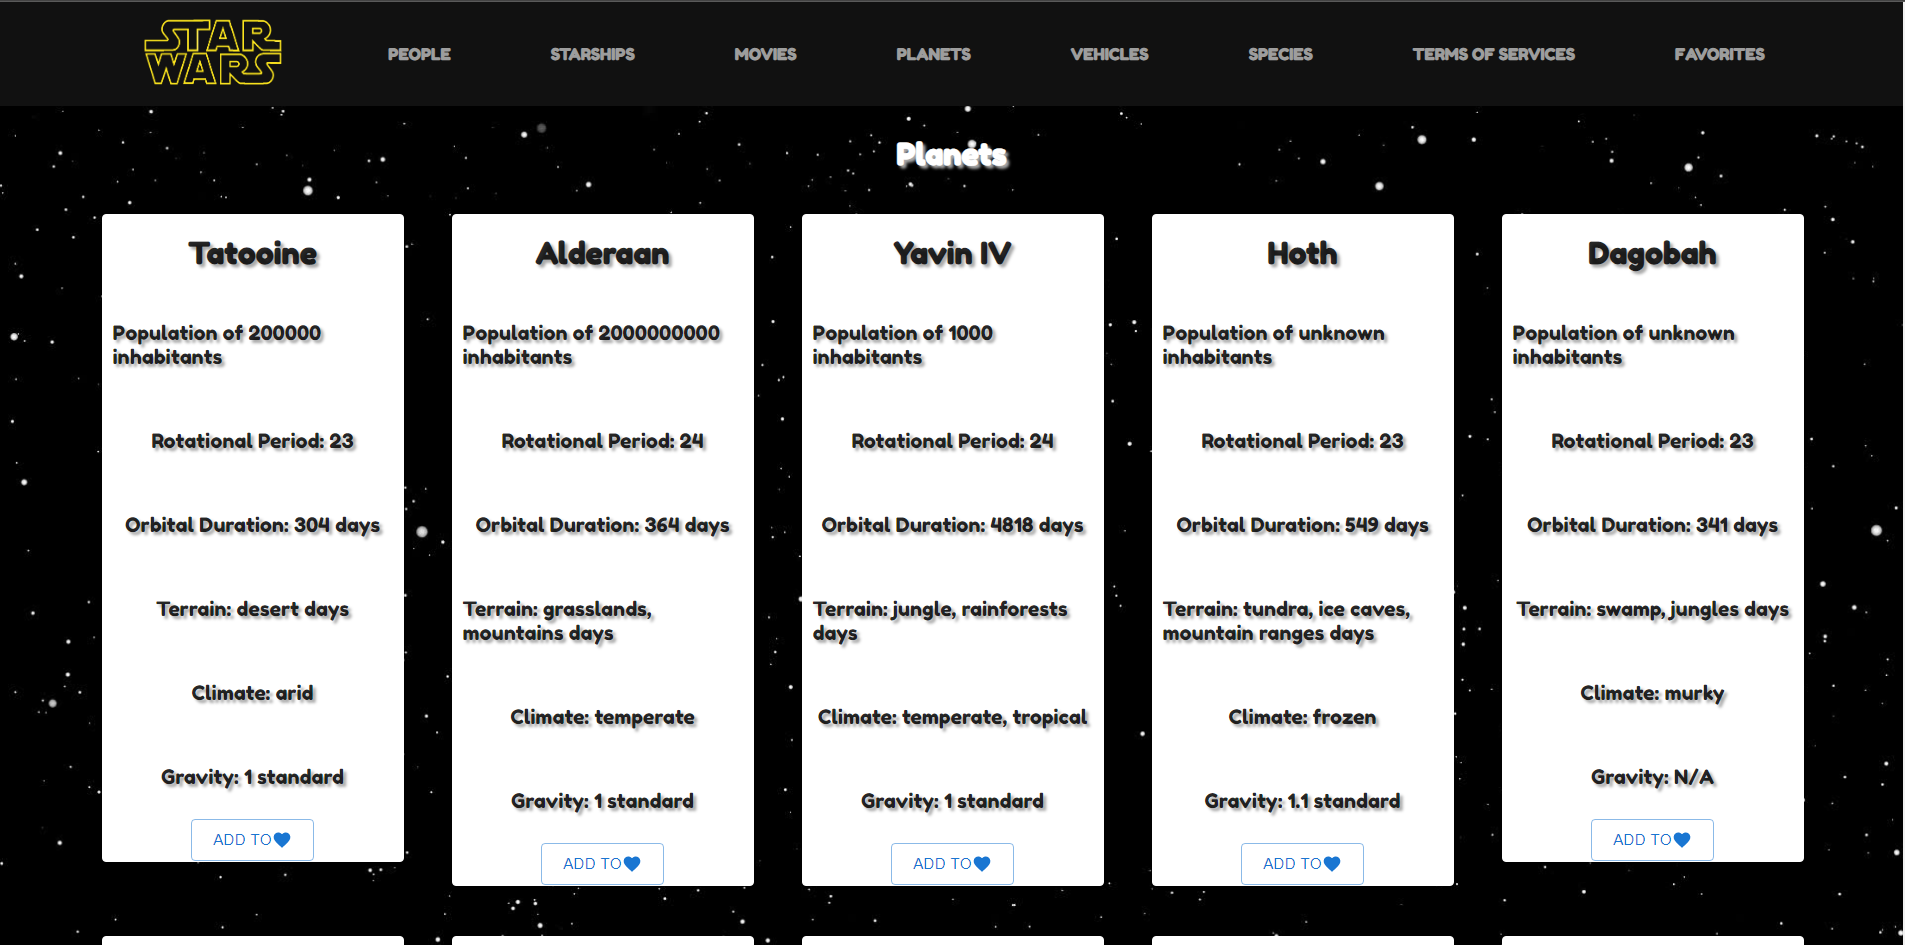 STAR
WARS
PEOPLE
STARSHIPS
MOVIES
PLANETS
VEHICLES
SPECIES
TERMS OF SERVICES
FAVORITES
Planets
Tatooine
Population of 200000
inhabitants
Rotational Period: 23
Orbital Duration: 304 days
Terrain: desert days
Climate: arid
Gravity: 1 standard
ADD TO
Alderaan
Population of 2000000000
inhabitants
Rotational Period: 24
Orbital Duration: 364 days
Terrain: grasslands,
mountains days
Climate: temperate
Gravity: 1 standard
ADD TO
Yavin IV
Population of 1000
inhabitants
Rotational Period: 24
Orbital Duration: 4818 days
Terrain: jungle, rainforests
days
Climate: temperate, tropical
Gravity: 1 standard
ADD TO
Hoth
Population of unknown
inhabitants
Rotational Period: 23
Orbital Duration: 549 days
Terrain: tundra, ice caves,
mountain ranges days
Climate: frozen
Gravity: 1.1 standard
ADD TO
Dagobah
Population of unknown
inhabitants
Rotational Period: 23
Orbital Duration: 341 days
Terrain: swamp, jungles days
Climate: murky
Gravity: N/A
ADD TO